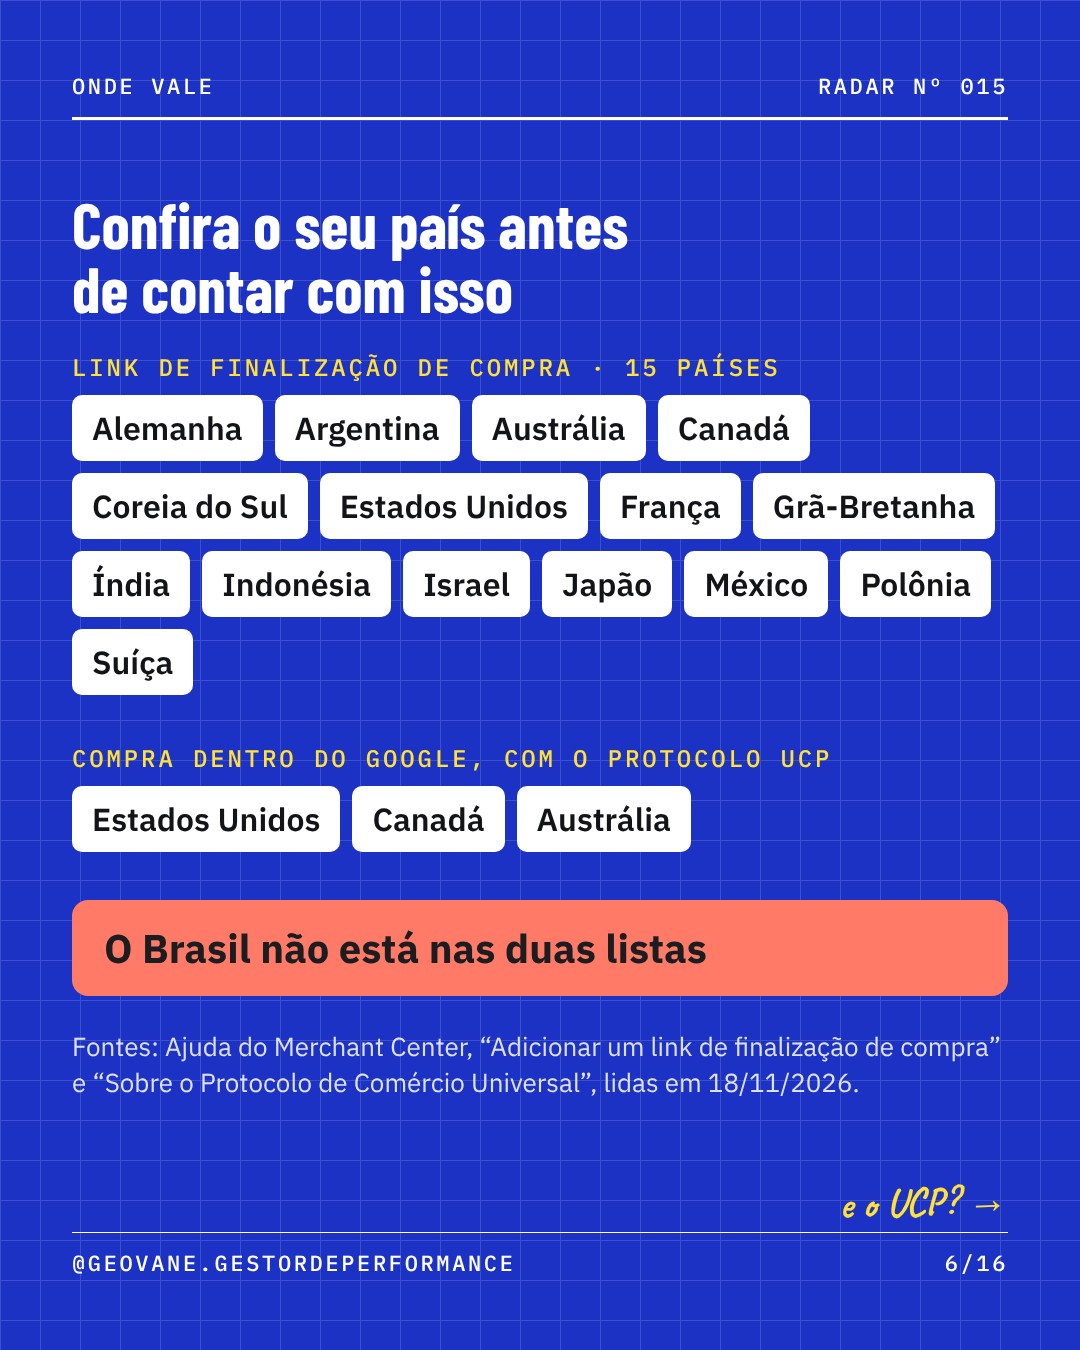 ONDE VALE
RADAR Nº 015
Confira o seu país antes
de contar com isso
LINK DE FINALIZAÇÃO DE COMPRA · 15 PAÍSES
Alemanha Argentina Austrália Canadá
Coreia do Sul Estados Unidos França Grã-Bretanha
Índia Indonésia Israel Japão México Polônia
Suíça
COMPRA DENTRO DO GOOGLE, COM O PROTOCOLO UCP
Estados Unidos Canadá Austrália
O Brasil não está nas duas listas
Fontes: Ajuda do Merchant Center, “Adicionar um link de finalização de compra”
e “Sobre o Protocolo de Comércio Universal”, lidas em 18/11/2026.
e o UCP? →
@GEOVANE.GESTORDEPERFORMANCE
6/16